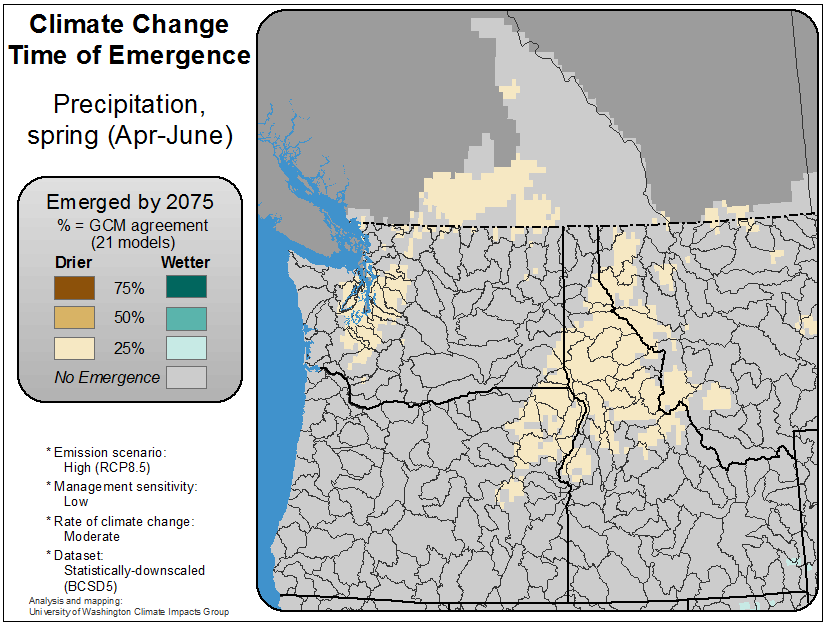 Climate Change
Time of Emergence
Precipitation,
spring (Apr-June)
Emerged by 2075
% = GCM agreement
(21 models)
Drier Wetter
75%
50%
25%
No Emergence
* Emission scenario:
High (RCP8.5)
* Management sensitivity:
Low
* Rate of climate change:
Moderate
* Dataset:
Statistically-downscaled
(BCSD5)
Analysis and mapping:
University of Washington Climate Impacts Group